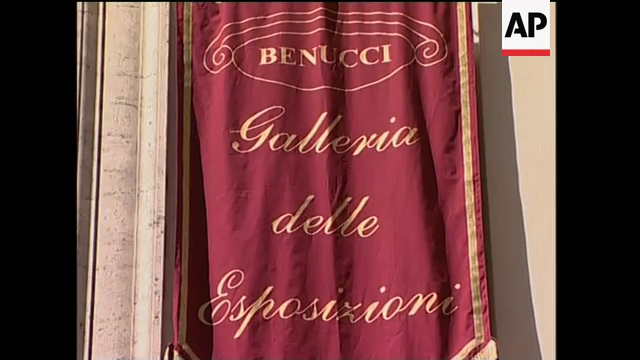 AP
BENUCCI
Galleria
delle
Esposizioni